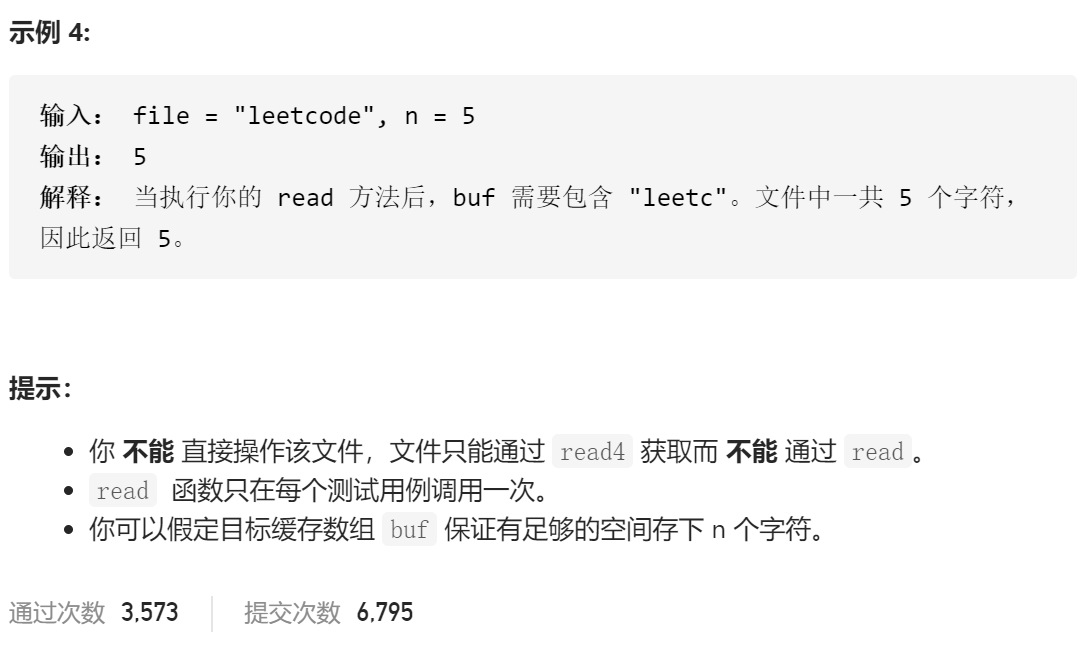 示例 4:
输入： file = "leetcode", n = 5
输出： 5
解释： 当执行你的 read 方法后，buf 需要包含 "leetc"。文件中一共 5 个字符，
因此返回 5。
提示：
• 你 不能 直接操作该文件，文件只能通过 read4 获取而 不能 通过 read。
• read 函数只在每个测试用例调用一次。
• 你可以假定目标缓存数组 buf 保证有足够的空间存下 n 个字符。
通过次数 3,573 提交次数 6,795